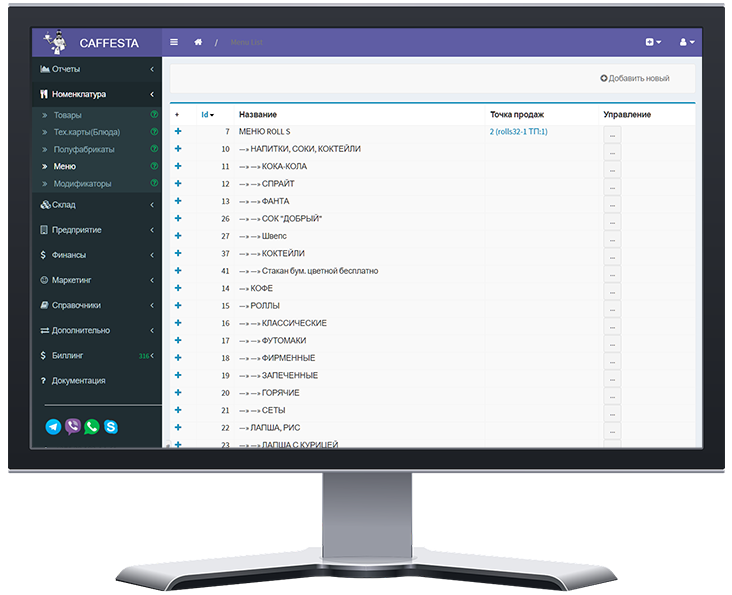 CAFFESTA
/ Menu List
Отчеты
Добавить новый
Номенклатура
Товары
Тех.карты(Блюда)
Полуфабрикаты
Меню
Модификаторы
Склад
Предприятие
Финансы
Маркетинг
Справочники
Дополнительно
Биллинг 316
Документация
+ Id Название Точка продаж Управление
7 МЕНЮ ROLL S 2 (rolls32-1 ТП:1) ...
10 ---» НАПИТКИ, СОКИ, КОКТЕЙЛИ ...
11 ---» ---» КОКА-КОЛА ...
12 ---» ---» СПРАЙТ ...
13 ---» ---» ФАНТА ...
26 ---» ---» СОК "ДОБРЫЙ" ...
27 ---» ---» Швепс ...
37 ---» ---» КОКТЕЙЛИ ...
41 ---» ---» Стакан бум. цветной бесплатно ...
14 ---» КОФЕ ...
15 ---» РОЛЛЫ ...
16 ---» ---» КЛАССИЧЕСКИЕ ...
17 ---» ---» ФУТОМАКИ ...
18 ---» ---» ФИРМЕННЫЕ ...
19 ---» ---» ЗАПЕЧЕННЫЕ ...
20 ---» ---» ГОРЯЧИЕ ...
21 ---» ---» СЕТЫ ...
22 ---» ЛАПША, РИС ...
23 ---» ---» ЛАПША С КУРИЦЕЙ ...